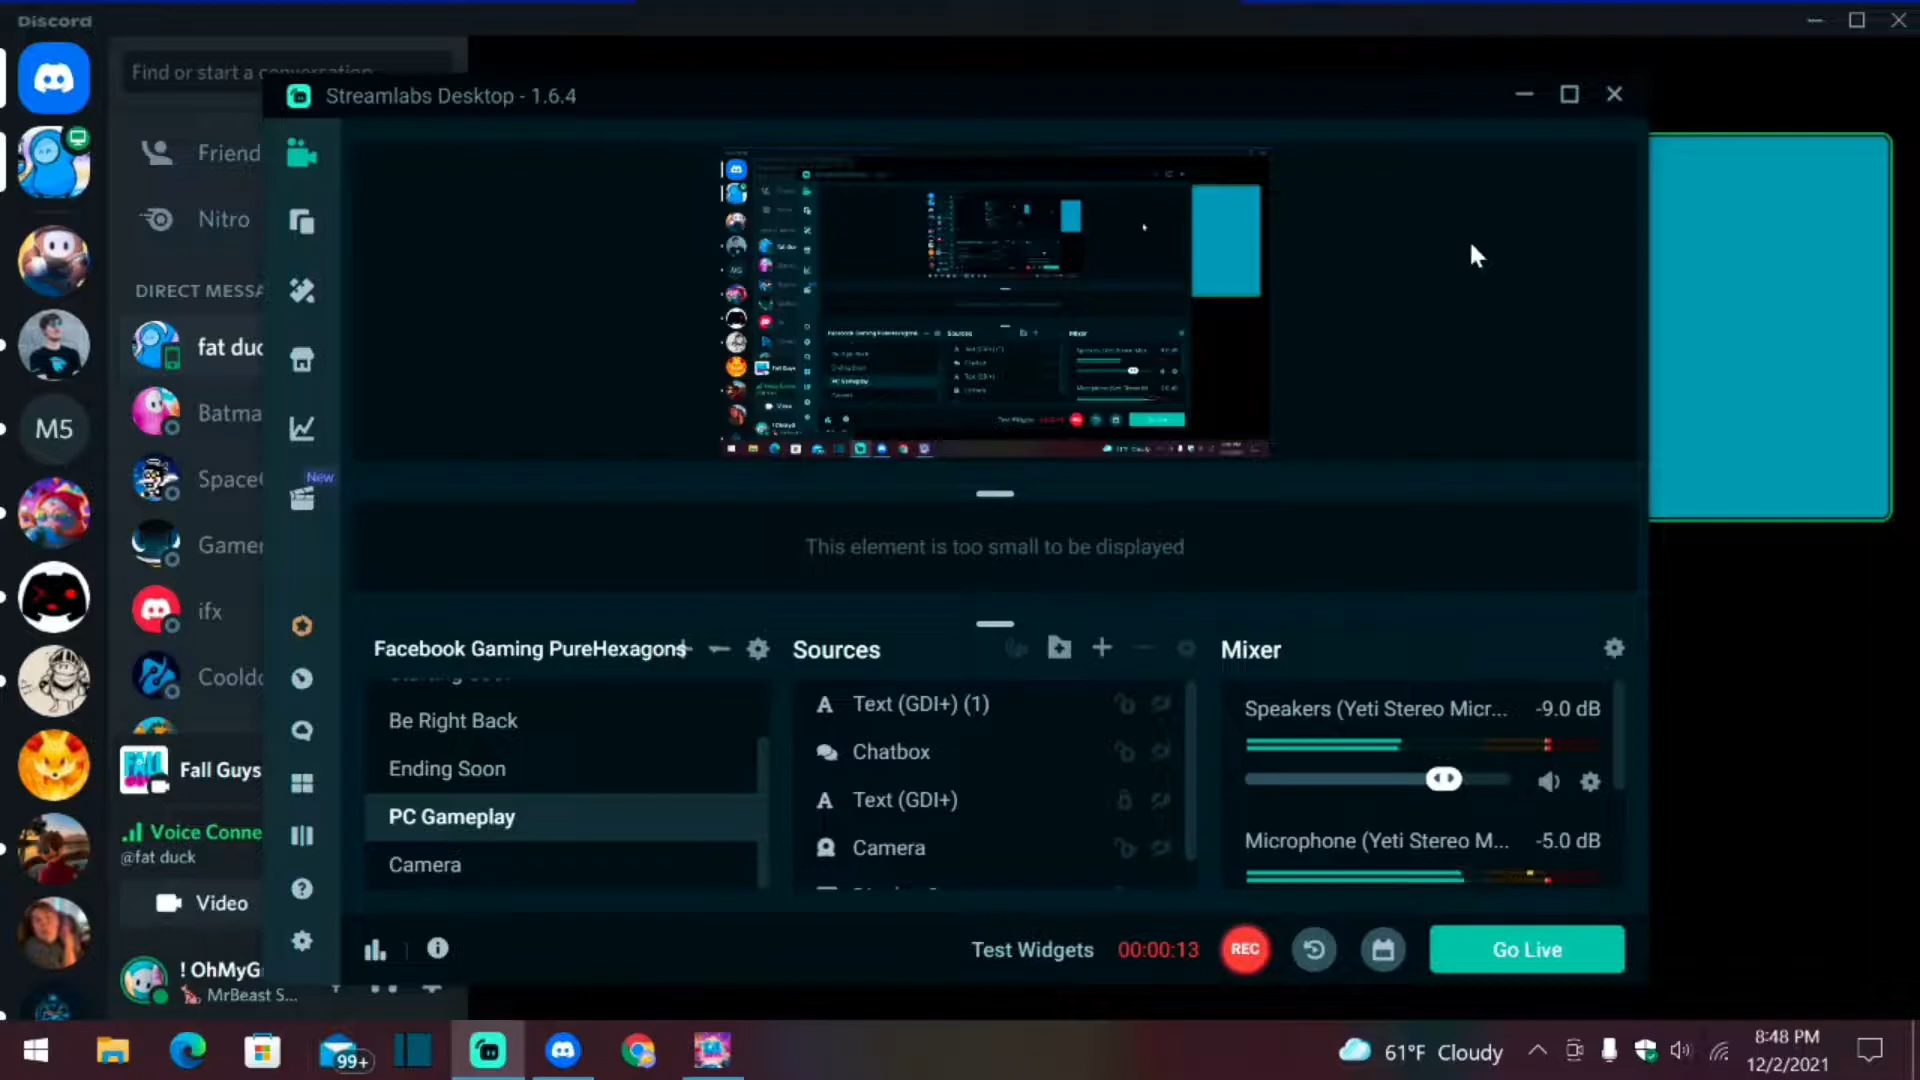 Discord
Find or start a conversation
Streamlabs Desktop - 1.6.4
Friend
Nitro
DIRECT MESSA
fat duc
Batma
M5
Space
New
Gamer
This element is too small to be displayed
ifx
Facebook Gaming PureHexagons
Sources
Mixer
Coold
Starting Soon
Text (GDI+) (1)
Speakers (Yeti Stereo Micr...
-9.0 dB
Be Right Back
Chatbox
Fall Guys
Ending Soon
Text (GDI+)
PC Gameplay
Voice Conne
@fat duck
Microphone (Yeti Stereo M...
-5.0 dB
Camera
Camera
Video
Test Widgets
00:00:13
REC
Go Live
! OhMyG
MrBeast S...
99+
61°F Cloudy
8:48 PM
12/2/2021